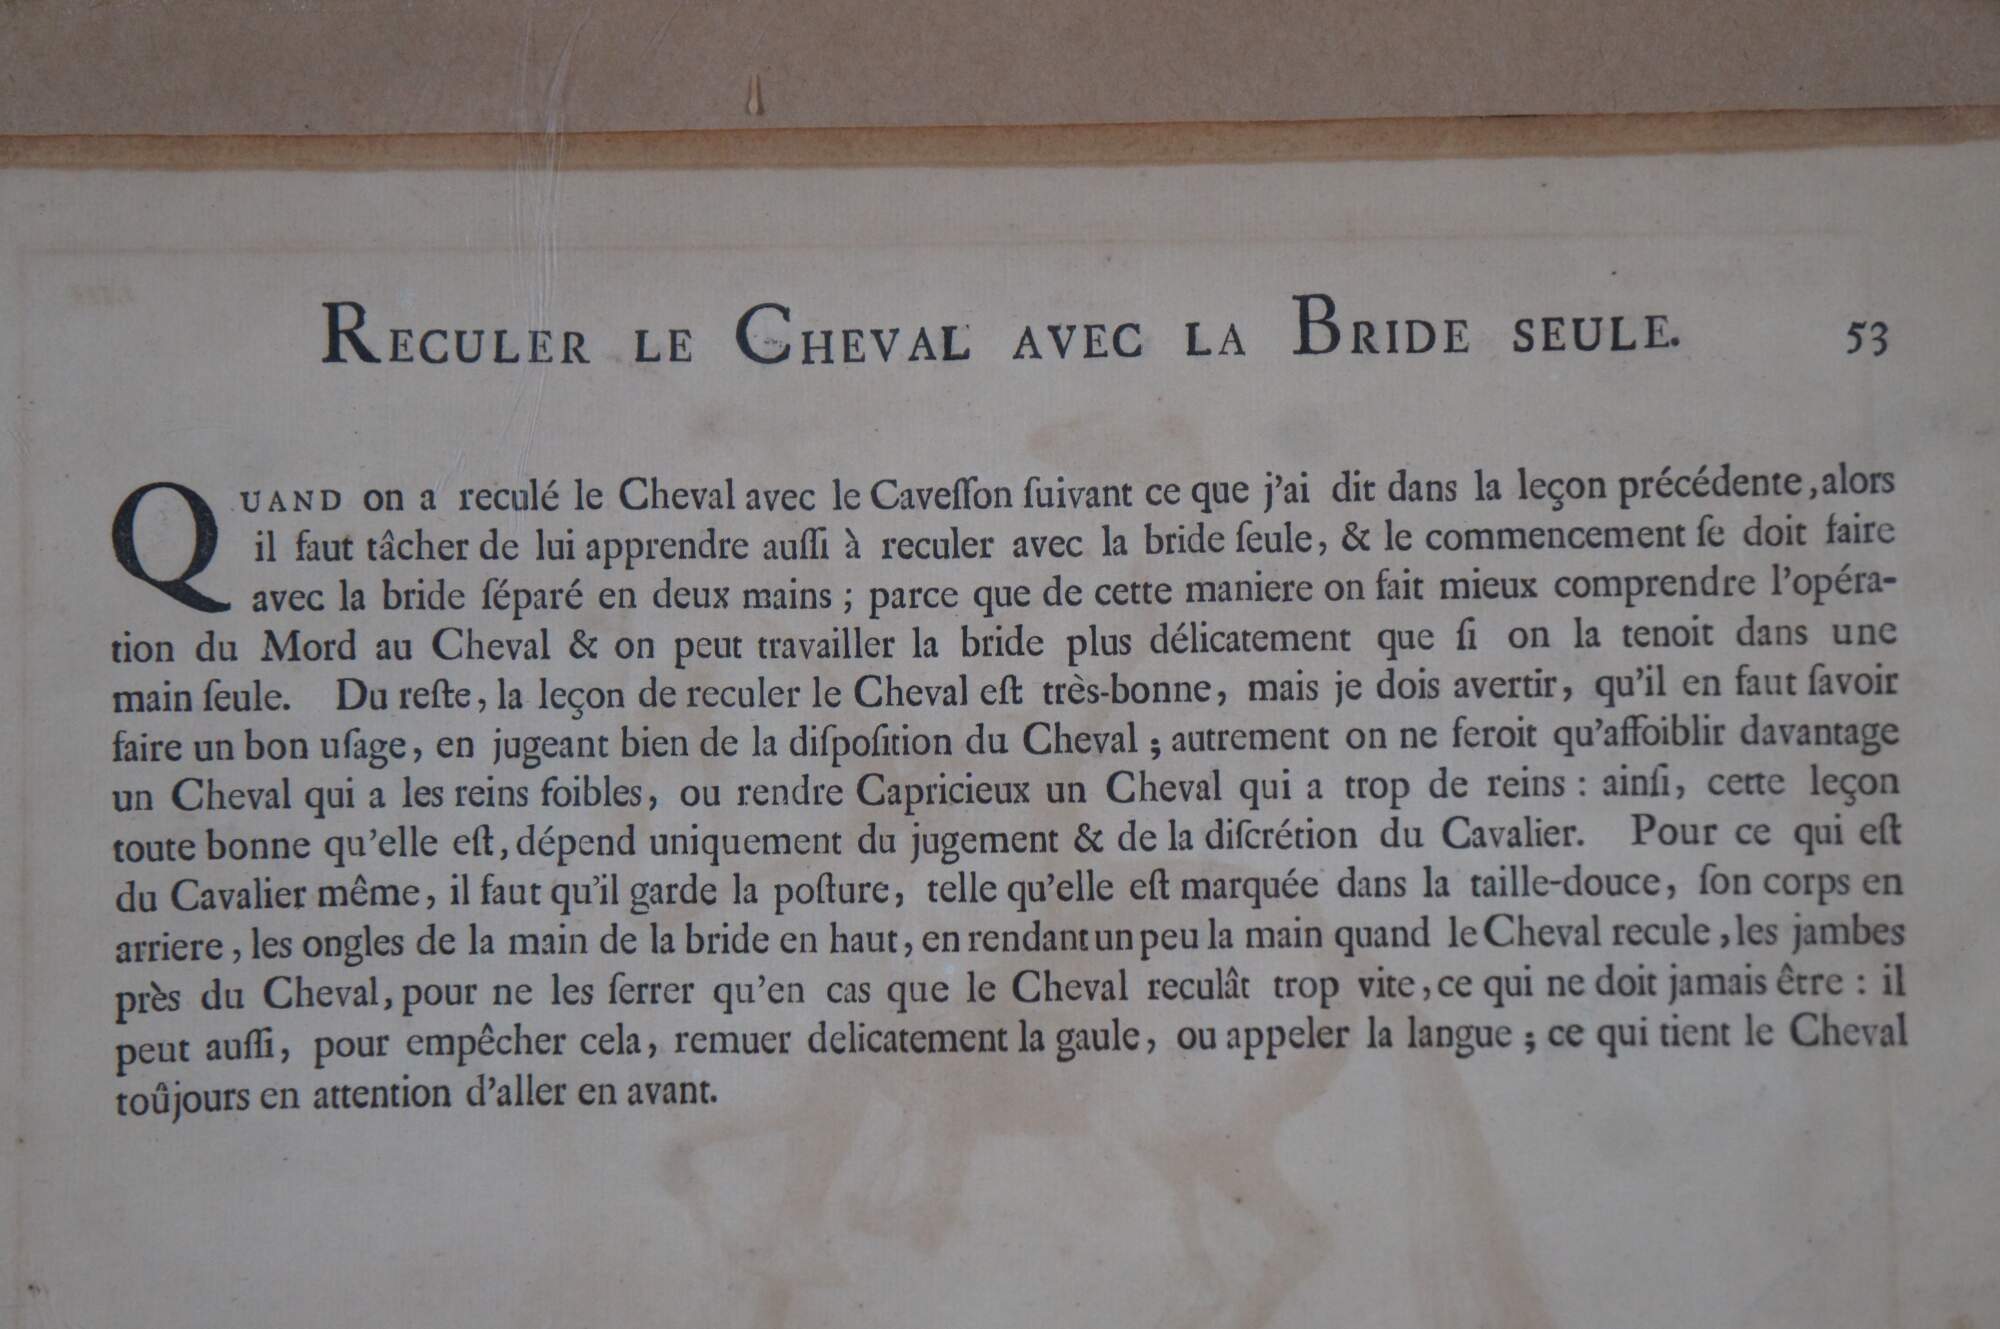 RECULER LE CHEVAL AVEC LA BRIDE SEULE. 53
QUAND on a reculé le Cheval avec le Caveſſon ſuivant ce que j'ai dit dans la leçon précédente, alors
il faut tâcher de lui apprendre auſſi à reculer avec la bride ſeule, & le commencement ſe doit faire
avec la bride ſéparé en deux mains ; parce que de cette maniere on fait mieux comprendre l'opéra-
tion du Mord au Cheval & on peut travailler la bride plus délicatement que ſi on la tenoit dans une
main ſeule. Du reſte, la leçon de reculer le Cheval eſt très-bonne, mais je dois avertir, qu'il en faut ſavoir
faire un bon uſage, en jugeant bien de la diſpoſition du Cheval ; autrement on ne feroit qu'affoiblir davantage
un Cheval qui a les reins foibles, ou rendre Capricieux un Cheval qui a trop de reins : ainſi, cette leçon
toute bonne qu'elle eſt, dépend uniquement du jugement & de la diſcrétion du Cavalier. Pour ce qui eſt
du Cavalier même, il faut qu'il garde la poſture, telle qu'elle eſt marquée dans la taille-douce, ſon corps en
arriere, les ongles de la main de la bride en haut, en rendant un peu la main quand le Cheval recule, les jambes
près du Cheval, pour ne les ſerrer qu'en cas que le Cheval reculât trop vite, ce qui ne doit jamais être : il
peut auſſi, pour empêcher cela, remuer delicatement la gaule, ou appeler la langue ; ce qui tient le Cheval
toûjours en attention d'aller en avant.